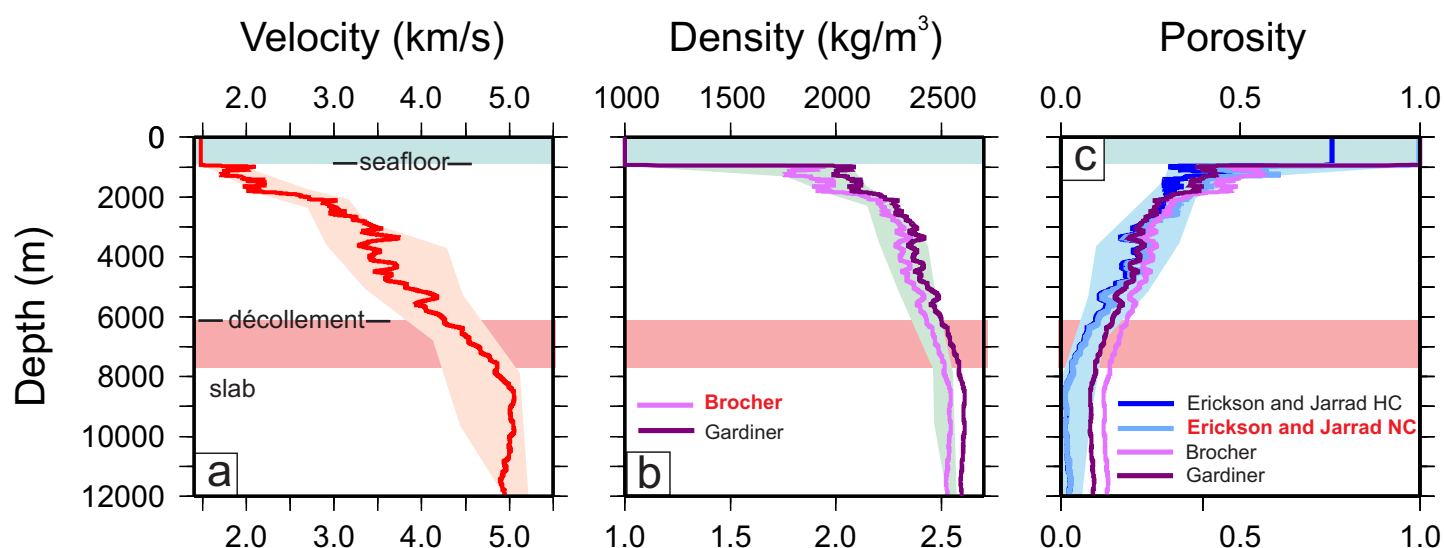 Velocity (km/s) Density (kg/m³) Porosity
2.0 3.0 4.0 5.0 1000 1500 2000 2500 0.0 0.5 1.0
Depth (m)
0
2000
4000
6000
8000
10000
12000
seafloor
décollement
slab
a
Brocher
Gardiner
b
c
Erickson and Jarrad HC
Erickson and Jarrad NC
Brocher
Gardiner
2.0 3.0 4.0 5.0 1.0 1.5 2.0 2.5 0.0 0.5 1.0